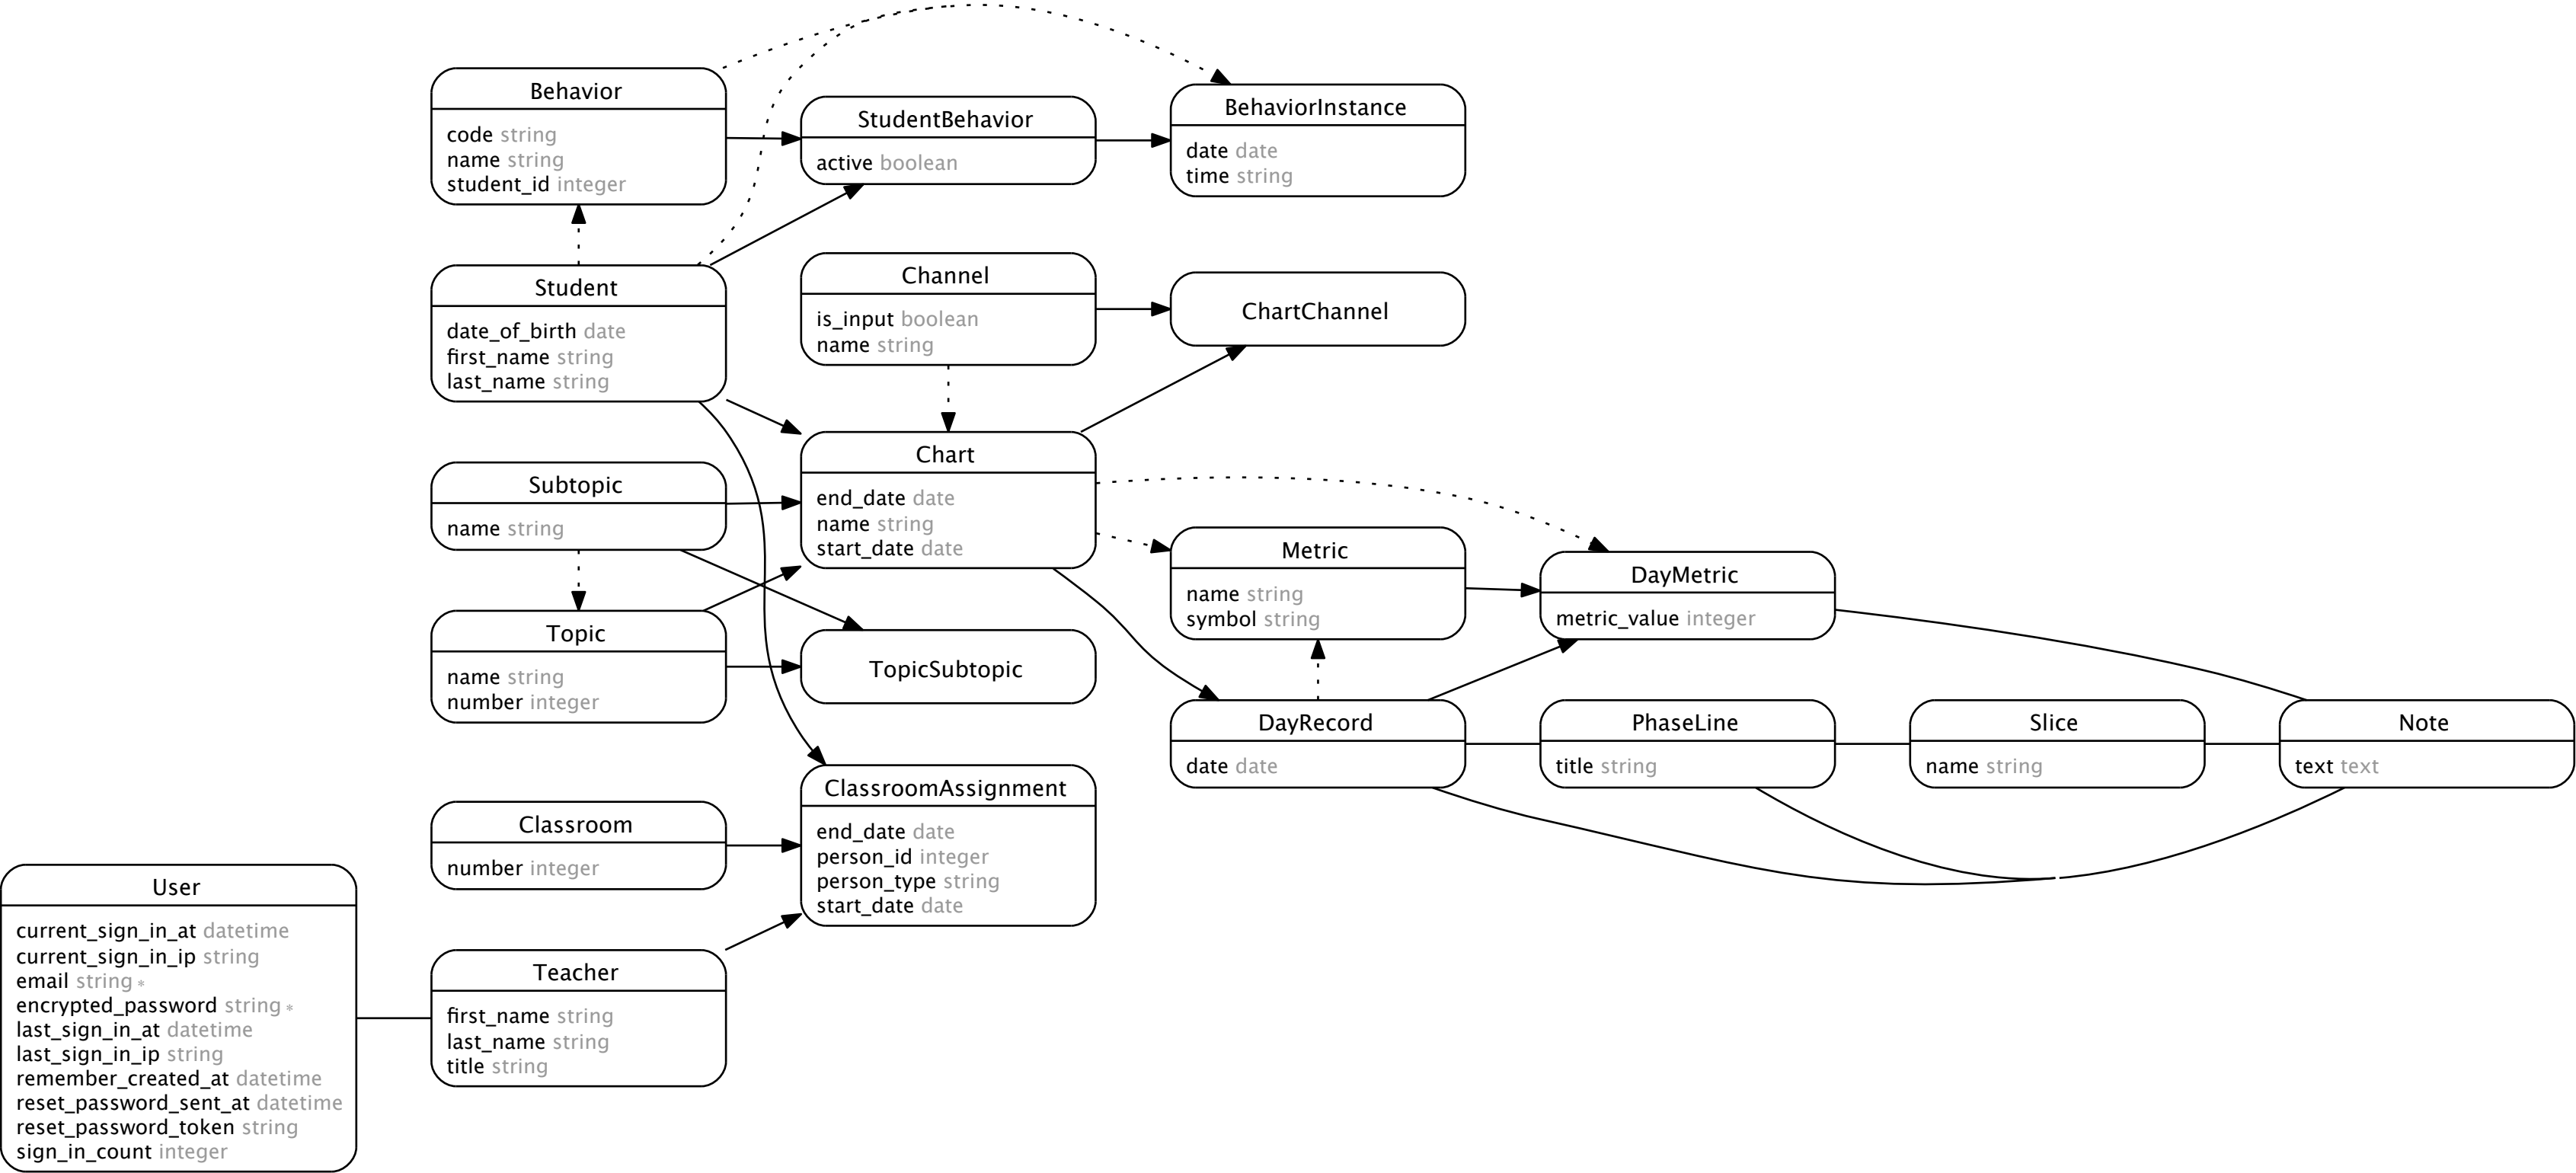 Behavior
code string
name string
student_id integer
StudentBehavior
active boolean
BehaviorInstance
date date
time string
Student
date_of_birth date
first_name string
last_name string
Channel
is_input boolean
name string
ChartChannel
Subtopic
name string
Chart
end_date date
name string
start_date date
Metric
name string
symbol string
DayMetric
metric_value integer
Topic
name string
number integer
TopicSubtopic
DayRecord
date date
PhaseLine
title string
Slice
name string
Note
text text
Classroom
number integer
ClassroomAssignment
end_date date
person_id integer
person_type string
start_date date
User
current_sign_in_at datetime
current_sign_in_ip string
email string *
encrypted_password string *
last_sign_in_at datetime
last_sign_in_ip string
remember_created_at datetime
reset_password_sent_at datetime
reset_password_token string
sign_in_count integer
Teacher
first_name string
last_name string
title string